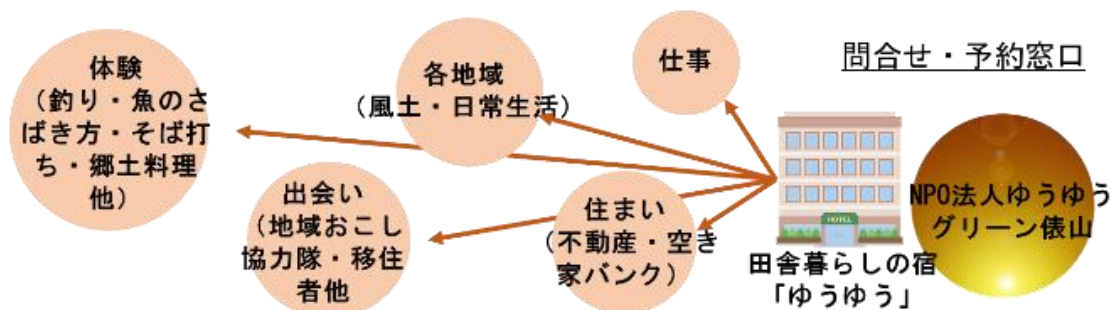 体験
（釣り・魚のさ
ばき方・そば打
ち・郷土料理
他）
各地域
（風土・日常生活）
仕事
出会い
（地域おこし
協力隊・移住
者他
住まい
（不動産・空き
家バンク）
問合せ・予約窓口
HOTEL
田舎暮らしの宿
「ゆうゆう」
NPO法人ゆうゆう
グリーン俵山